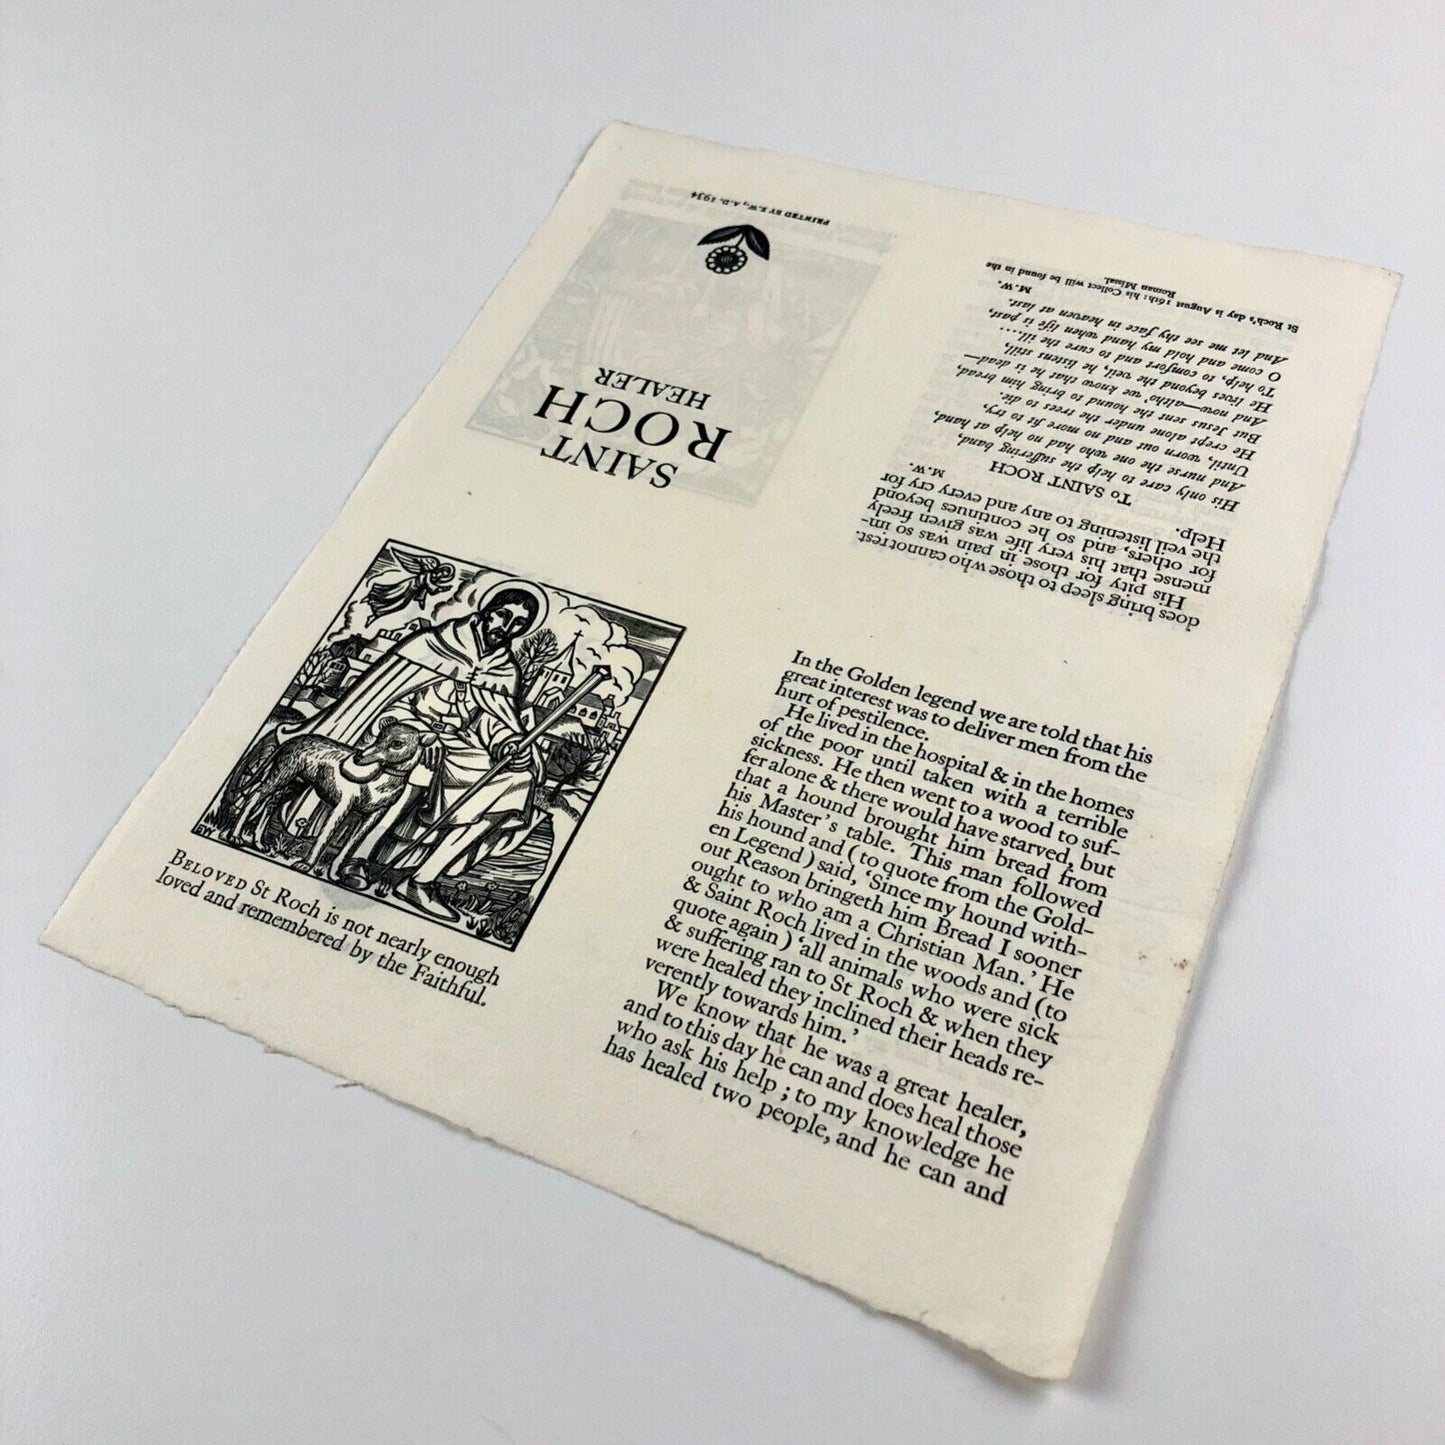 SAINT
ROCH
HEALER
PRINTED BY E.W., A.D. 1934
EW
BELOVED St Roch is not nearly enough
loved and remembered by the Faithful.
In the Golden legend we are told that his
great interest was to deliver men from the
hurt of pestilence.
He lived in the hospital & in the homes
of the poor until taken with a terrible
sickness. He then went to a wood to suf-
fer alone & there would have starved, but
that a hound brought him bread from
his Master's table. This man followed
his hound and (to quote from the Gold-
en Legend) said, 'Since my hound with-
out Reason bringeth him Bread I sooner
ought to who am a Christian Man.' He
& Saint Roch lived in the woods and (to
quote again) 'all animals who were sick
& suffering ran to St Roch & when they
were healed they inclined their heads re-
verently towards him.'
We know that he was a great healer,
and to this day he can and does heal those
who ask his help; to my knowledge he
has healed two people, and he can and
does bring sleep to those who cannot rest.
His pity for those in pain was so im-
mense that his very life was given freely
for others, and so he continues beyond
the veil listening to any and every cry for
Help.
M.W.
To SAINT ROCH
His only care to help the suffering band,
And nurse the one who had no help at hand,
Until, worn out and no more fit to try,
He crept alone under the trees to die.
But Jesus sent the hound to bring him bread,
And now—altho' we know that he is dead—
He lives beyond the veil, he listens still,
To help, to comfort and to cure the ill....
O come and hold my hand when life is past,
And let me see thy face in heaven at last.
M.W.
St Roch's day is August 16th: his Collect will be found in the
Roman Missal.